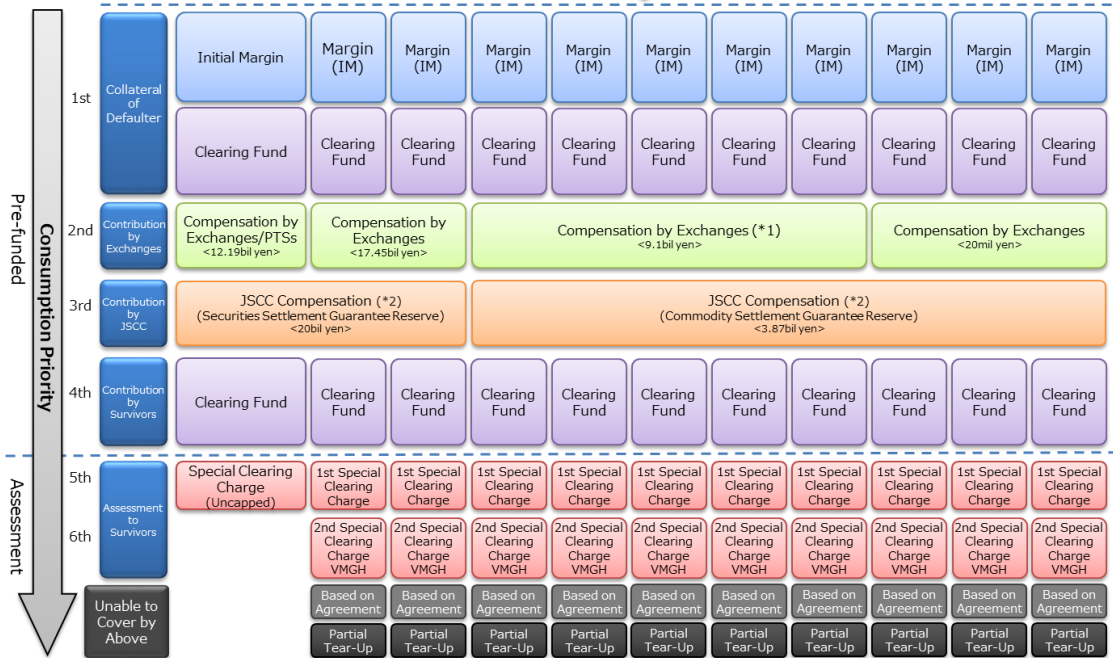 1st
Collateral
of
Defaulter
Initial Margin
Margin
(IM)
Margin
(IM)
Margin
(IM)
Margin
(IM)
Margin
(IM)
Margin
(IM)
Margin
(IM)
Margin
(IM)
Margin
(IM)
Margin
(IM)
Clearing Fund
Clearing
Fund
Clearing
Fund
Clearing
Fund
Clearing
Fund
Clearing
Fund
Clearing
Fund
Clearing
Fund
Clearing
Fund
Clearing
Fund
Clearing
Fund
Pre-funded
Consumption Priority
2nd
Contribution
by
Exchanges
Compensation by
Exchanges/PTSs
<12.19bil yen>
Compensation by
Exchanges
<17.45bil yen>
Compensation by Exchanges (*1)
<9.1bil yen>
Compensation by Exchanges
<20mil yen>
3rd
Contribution
by
JSCC
JSCC Compensation (*2)
(Securities Settlement Guarantee Reserve)
<20bil yen>
JSCC Compensation (*2)
(Commodity Settlement Guarantee Reserve)
<3.87bil yen>
4th
Contribution
by
Survivors
Clearing Fund
Clearing
Fund
Clearing
Fund
Clearing
Fund
Clearing
Fund
Clearing
Fund
Clearing
Fund
Clearing
Fund
Clearing
Fund
Clearing
Fund
Clearing
Fund
Assessment
5th
6th
Assessment
to
Survivors
Special Clearing
Charge
(Uncapped)
1st Special
Clearing
Charge
1st Special
Clearing
Charge
1st Special
Clearing
Charge
1st Special
Clearing
Charge
1st Special
Clearing
Charge
1st Special
Clearing
Charge
1st Special
Clearing
Charge
1st Special
Clearing
Charge
1st Special
Clearing
Charge
1st Special
Clearing
Charge
2nd Special
Clearing
Charge
VMGH
2nd Special
Clearing
Charge
VMGH
2nd Special
Clearing
Charge
VMGH
2nd Special
Clearing
Charge
VMGH
2nd Special
Clearing
Charge
VMGH
2nd Special
Clearing
Charge
VMGH
2nd Special
Clearing
Charge
VMGH
2nd Special
Clearing
Charge
VMGH
2nd Special
Clearing
Charge
VMGH
2nd Special
Clearing
Charge
VMGH
Unable to
Cover by
Above
Based on
Agreement
Based on
Agreement
Based on
Agreement
Based on
Agreement
Based on
Agreement
Based on
Agreement
Based on
Agreement
Based on
Agreement
Based on
Agreement
Based on
Agreement
Partial
Tear-Up
Partial
Tear-Up
Partial
Tear-Up
Partial
Tear-Up
Partial
Tear-Up
Partial
Tear-Up
Partial
Tear-Up
Partial
Tear-Up
Partial
Tear-Up
Partial
Tear-Up